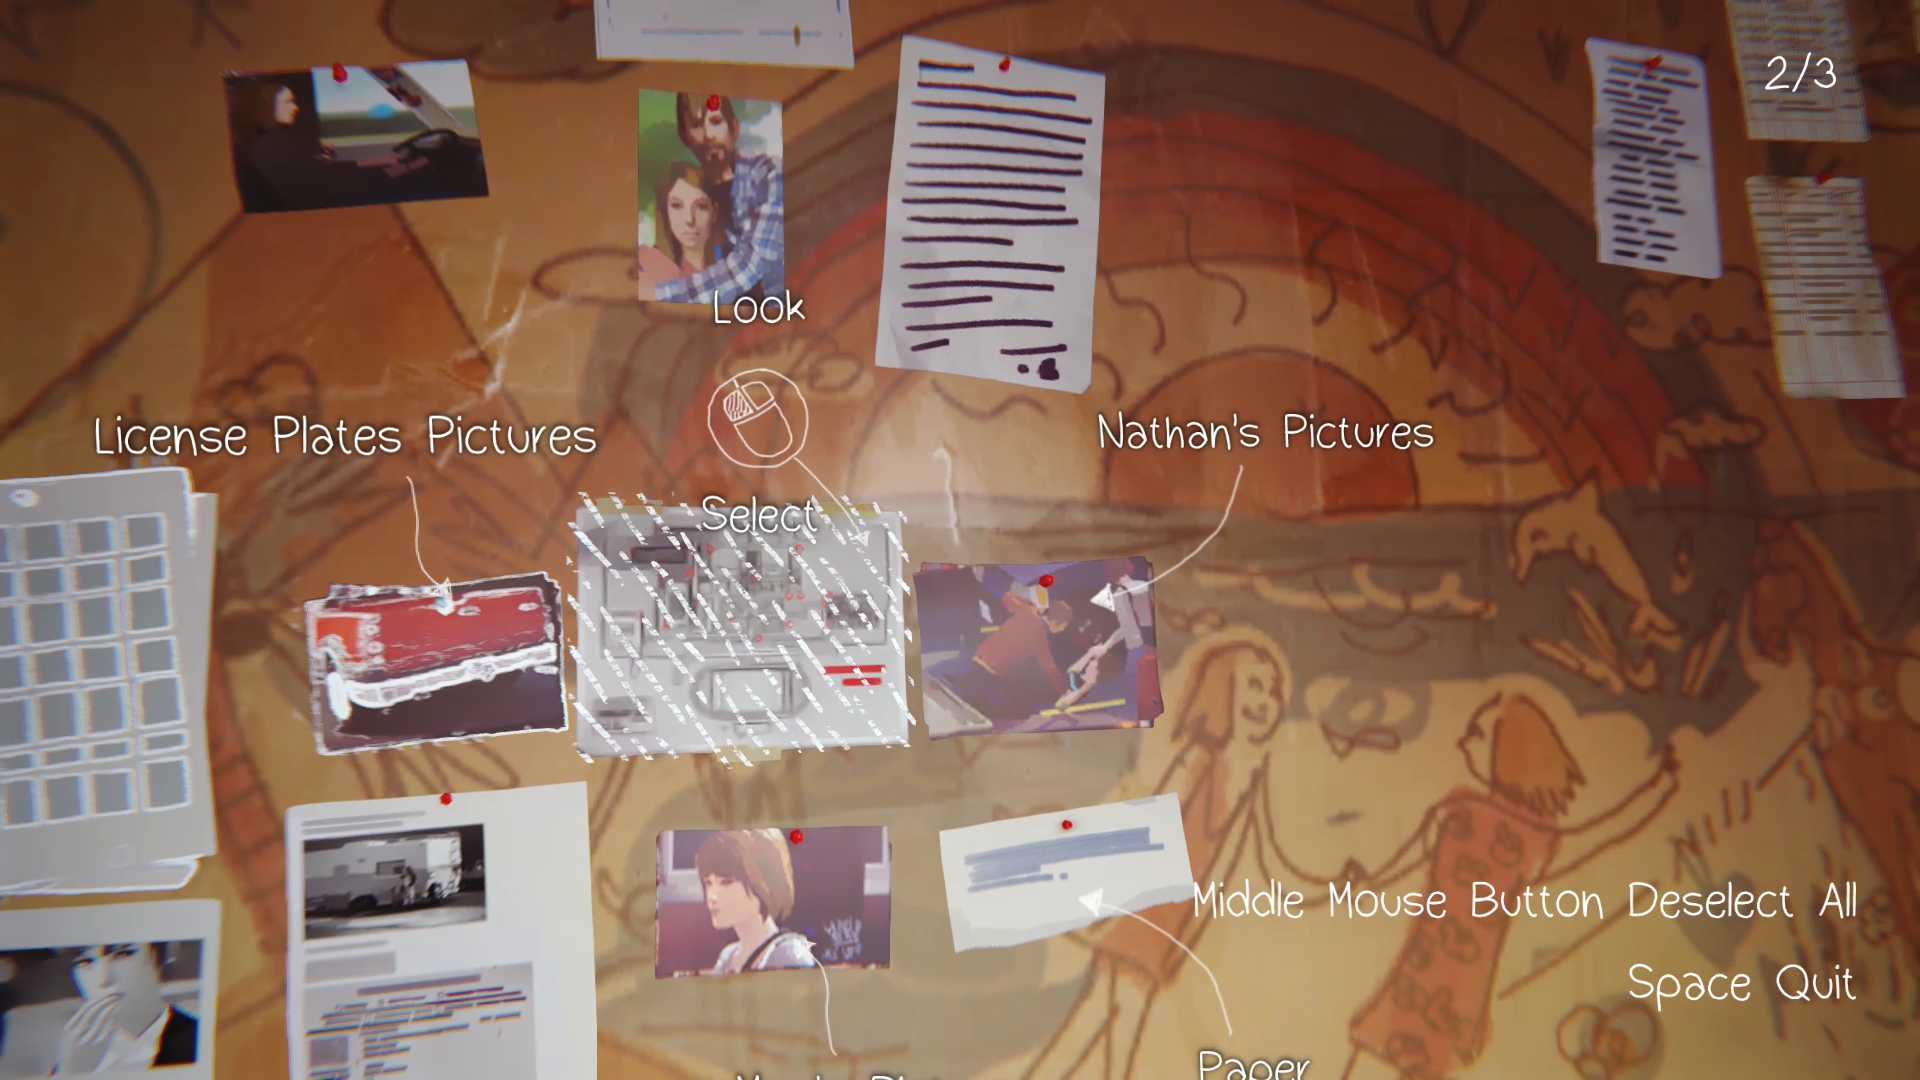 2/3
Look
License Plates Pictures
Nathan's Pictures
Select
Middle Mouse Button Deselect All
Space Quit
Paper